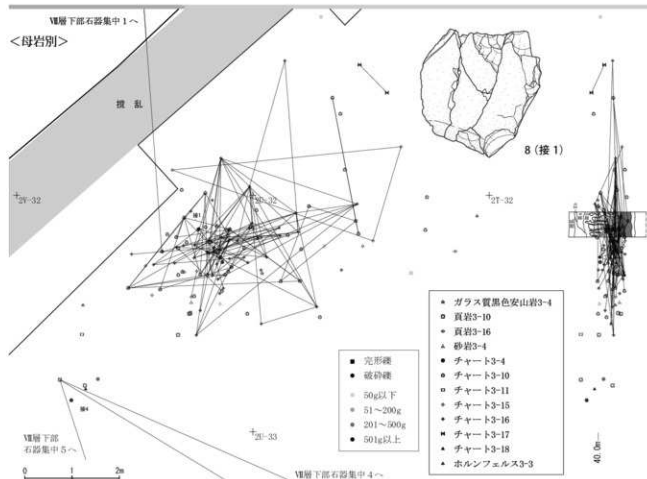 Ⅶ層下部石器集中1へ
<母岩別>
撹 乱
8(接1)
2V-32
2U-32
2T-32
2U-33
■ 完形礫
● 破砕礫
50g以下
51～200g
201～500g
501g以上
ガラス質黒色安山岩3-4
頁岩3-10
頁岩3-16
砂岩3-4
チャート3-4
チャート3-10
チャート3-11
チャート3-15
チャート3-16
チャート3-17
チャート3-18
ホルンフェルス3-3
Ⅶ層下部
石器集中5へ
Ⅶ層下部石器集中4へ
0 1 2m
40.0m